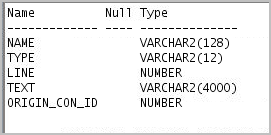 Name          Null Type
------------- ---- --------------
NAME               VARCHAR2(128)
TYPE               VARCHAR2(12)
LINE               NUMBER
TEXT               VARCHAR2(4000)
ORIGIN_CON_ID      NUMBER